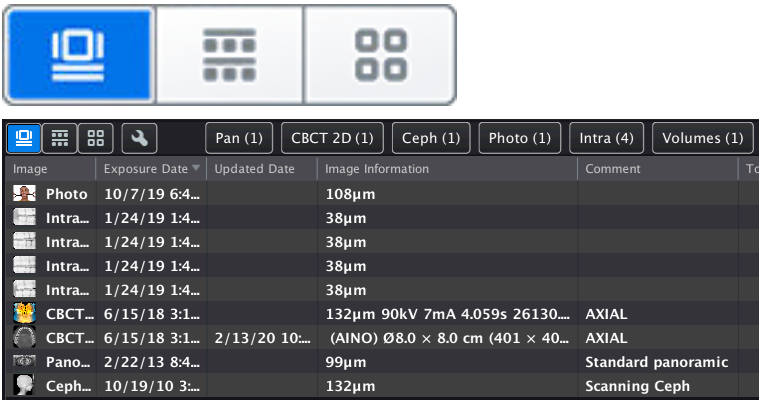 Pan (1) CBCT 2D (1) Ceph (1) Photo (1) Intra (4) Volumes (1)
Image Exposure Date Updated Date Image Information Comment To
Photo 10/7/19 6:4... 108µm
Intra... 1/24/19 1:4... 38µm
Intra... 1/24/19 1:4... 38µm
Intra... 1/24/19 1:4... 38µm
Intra... 1/24/19 1:4... 38µm
CBCT... 6/15/18 3:1... 132µm 90kV 7mA 4.059s 26130.... AXIAL
CBCT... 6/15/18 3:1... 2/13/20 10:... (AINO) Ø8.0 × 8.0 cm (401 × 40... AXIAL
Pano... 2/22/13 8:4... 99µm Standard panoramic
Ceph... 10/19/10 3:... 132µm Scanning Ceph